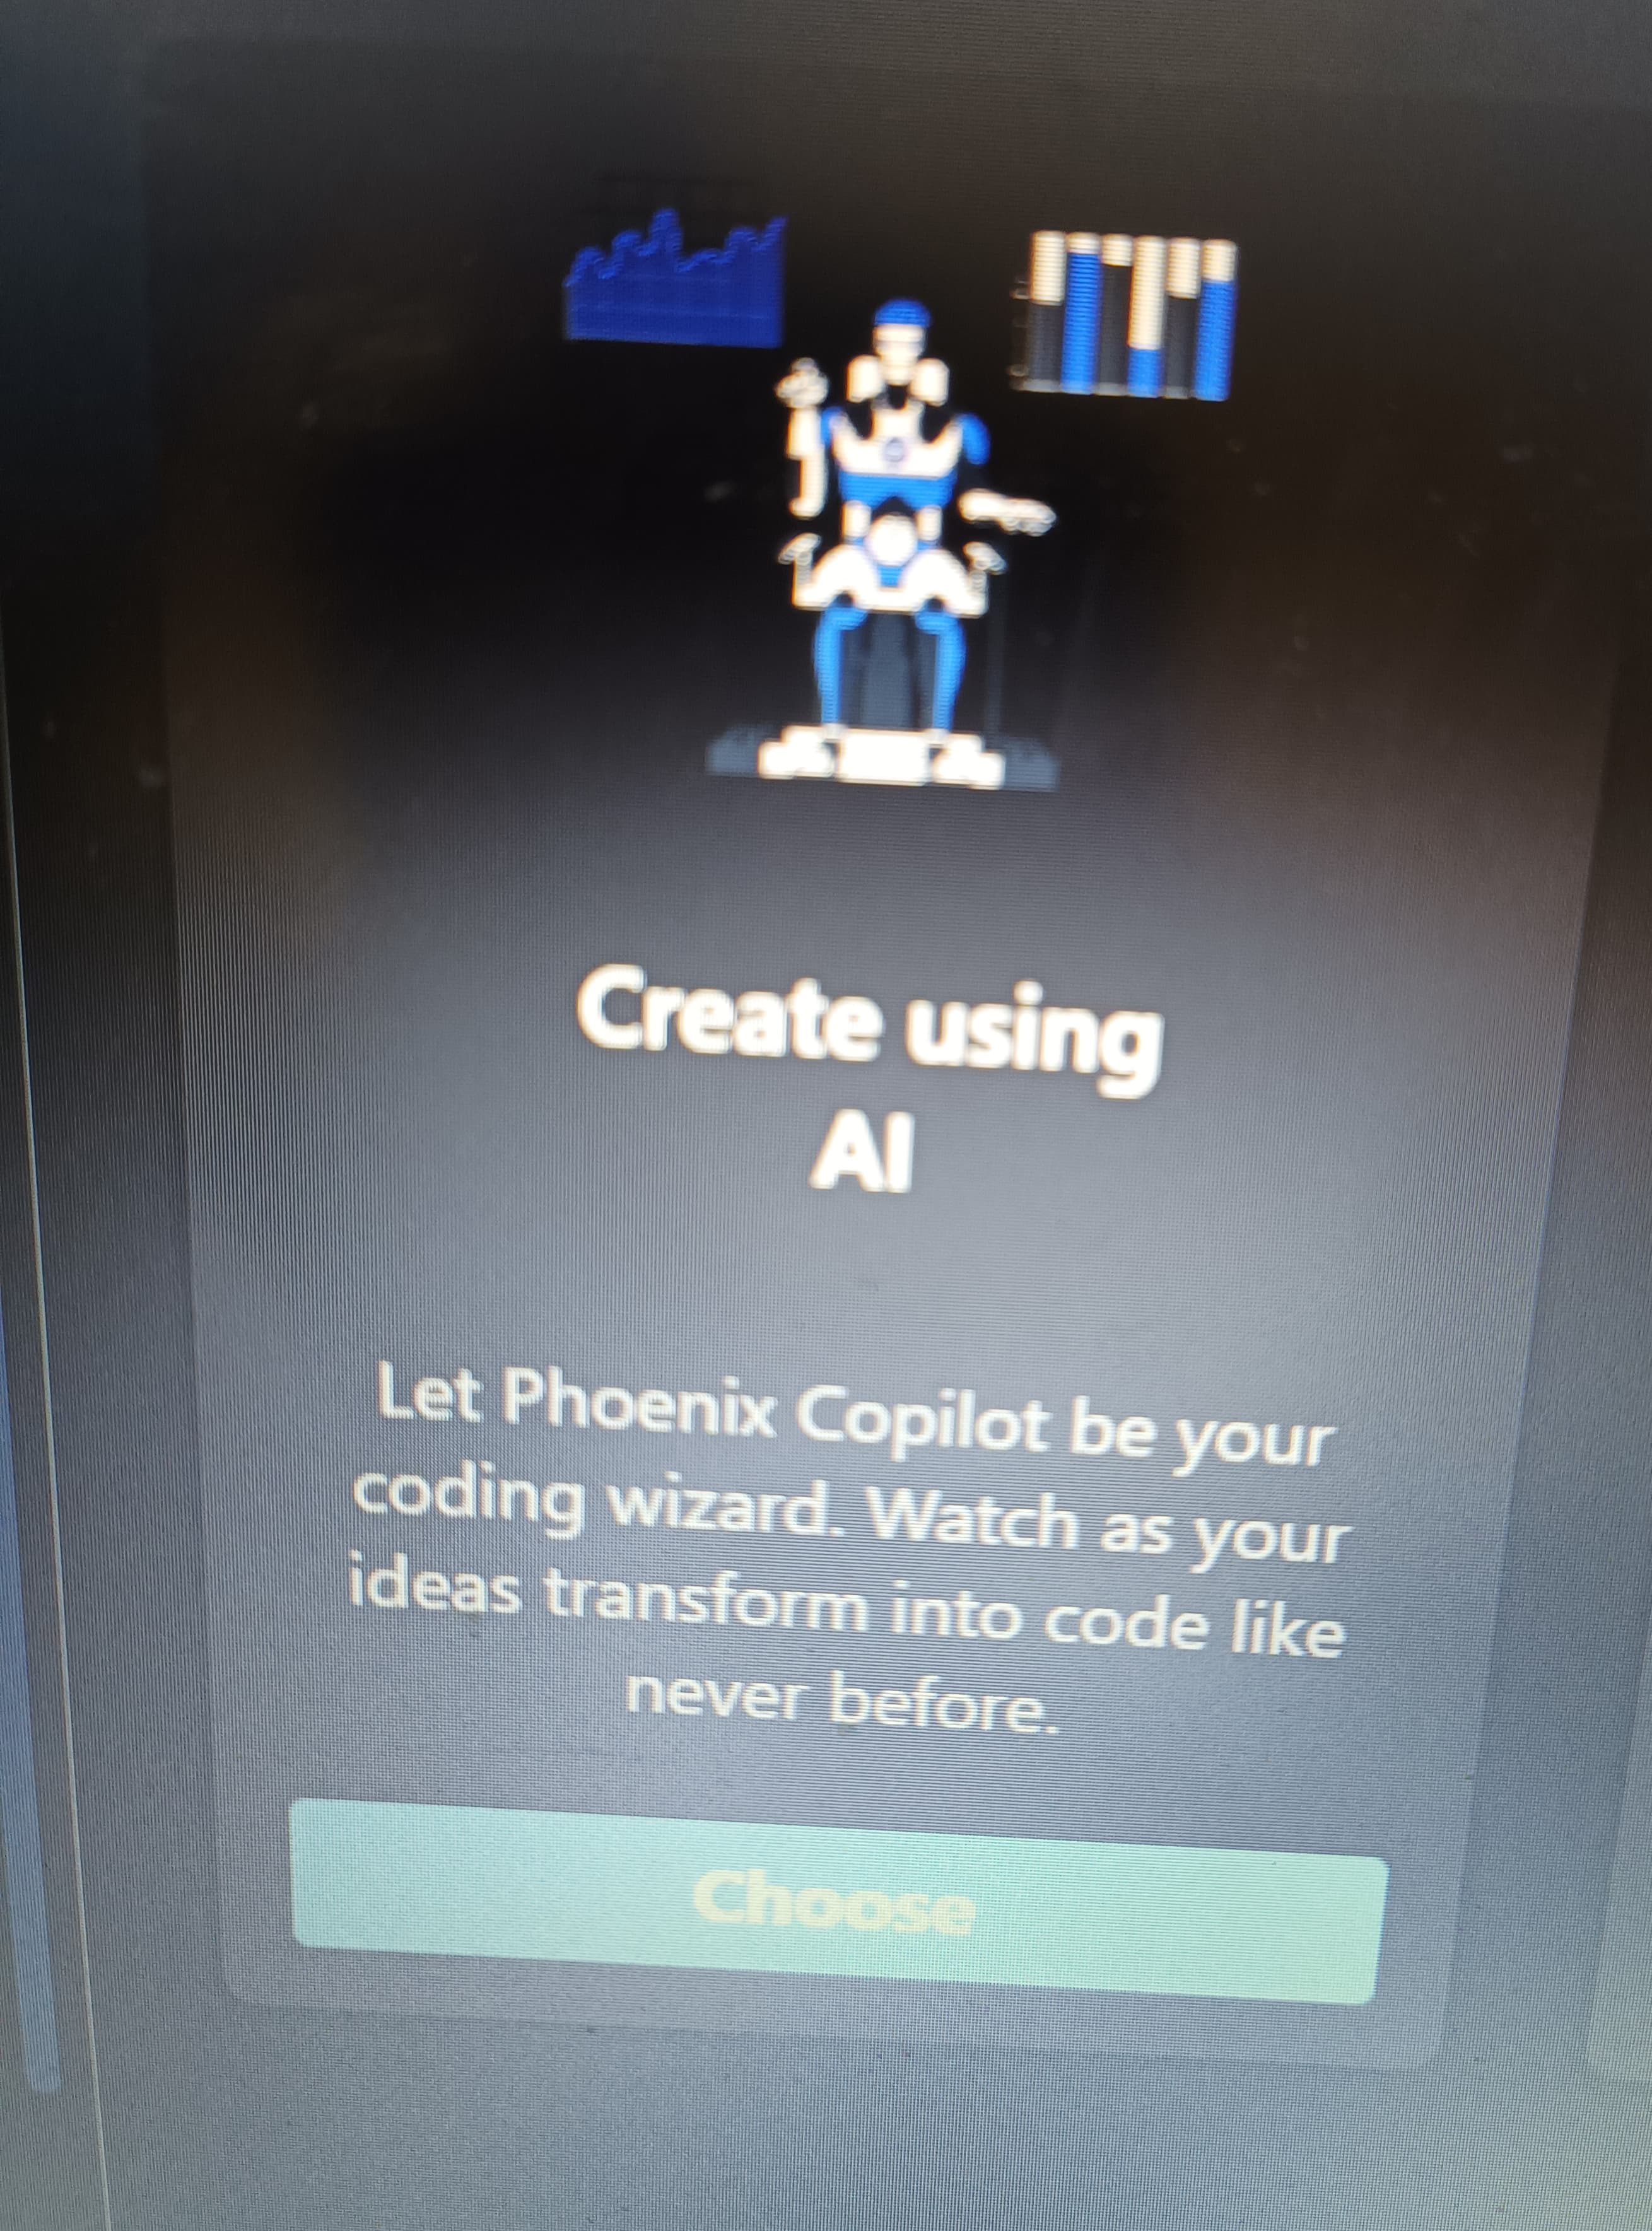 Create using
AI
Let Phoenix Copilot be your
coding wizard. Watch as your
ideas transform into code like
never before.
Choose